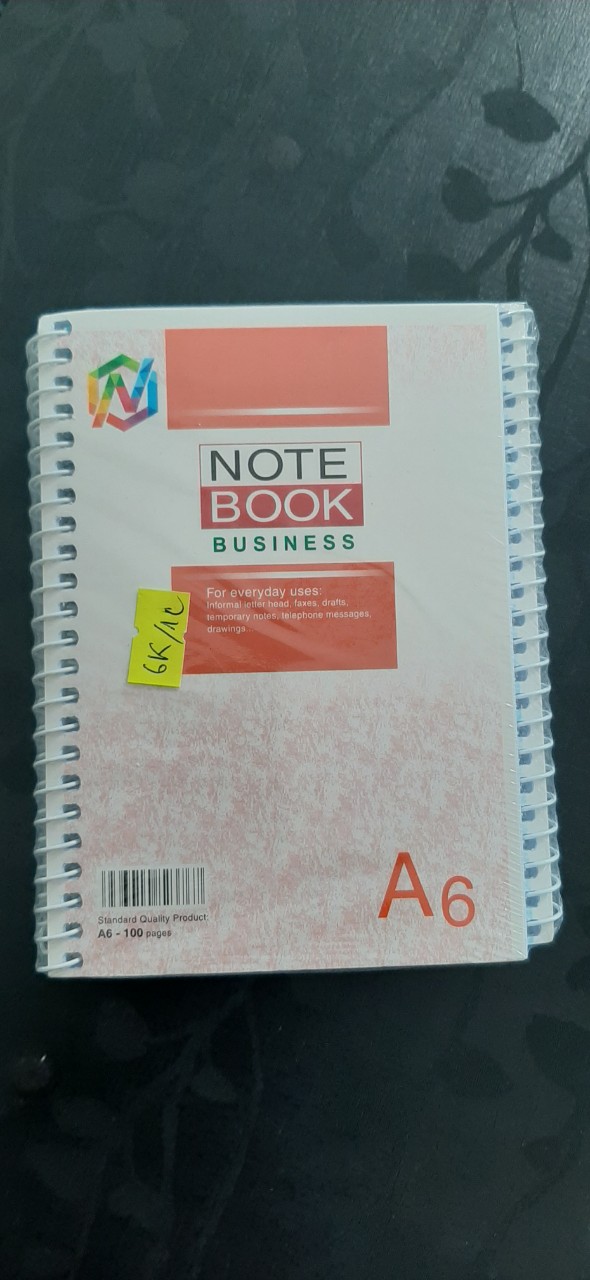 NOTE
BOOK
BUSINESS
For everyday uses:
Informal letter head, faxes, drafts,
temporary notes, telephone messages,
drawings...
6K/1C
A6
Standard Quality Product:
A6 - 100 pages